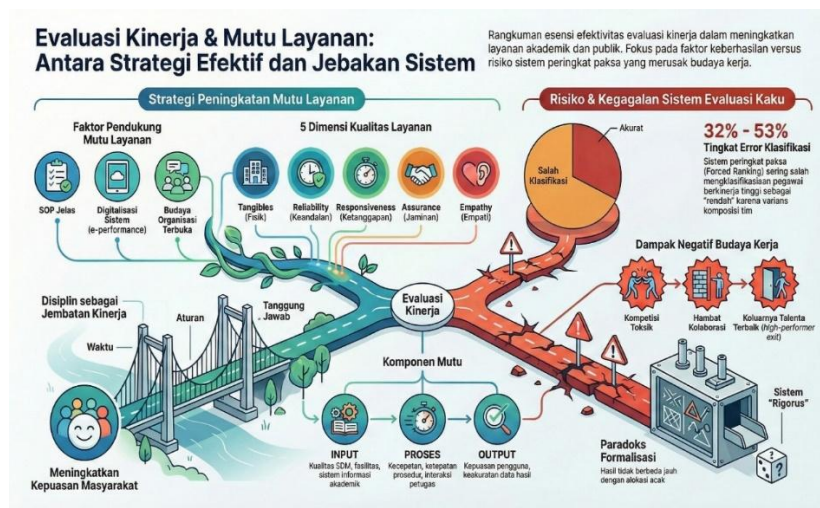 Evaluasi Kinerja & Mutu Layanan:
Antara Strategi Efektif dan Jebakan Sistem
Rangkuman esensi efektivitas evaluasi kinerja dalam meningkatkan
layanan akademik dan publik. Fokus pada faktor keberhasilan versus
risiko sistem peringkat paksa yang merusak budaya kerja.
Strategi Peningkatan Mutu Layanan
Faktor Pendukung
Mutu Layanan
SOP Jelas
Digitalisasi
Sistem
(e-performance)
Budaya
Organisasi
Terbuka
5 Dimensi Kualitas Layanan
Tangibles
(Fisik)
Reliability
(Keandalan)
Responsiveness
(Ketanggapan)
Assurance
(Jaminan)
Empathy
(Empati)
Risiko & Kegagalan Sistem Evaluasi Kaku
Akurat
Salah
Klasifikasi
32% - 53%
Tingkat Error Klasifikasi
Sistem peringkat paksa
(Forced Ranking) sering salah
mengklasifikasiaan pegawai
berkinerja tinggi sebagai
"rendah" karena varians
komposisi tim
Dampak Negatif Budaya Kerja
Kompetisi
Toksik
Hambat
Kolaborasi
Keluarnya Talenta
Terbaik (high-performer
exit)
Evaluasi
Kinerja
Disiplin sebagai
Jembatan Kinerja
Waktu
Aturan
Tanggung
Jawab
Meningkatkan
Kepuasan Masyarakat
Komponen Mutu
INPUT
Kualitas SDM, fasilitas,
sistem informasi
akademik
PROSES
Kecepatan, ketepatan
prosedur, interaksi
petugas
OUTPUT
Kepuasan pengguna,
keakuratan data hasil
Paradoks
Formalisasi
Hasil tidak berbeda jauh
dengan alokasi acak
Sistem
"Rigorus"
?
?